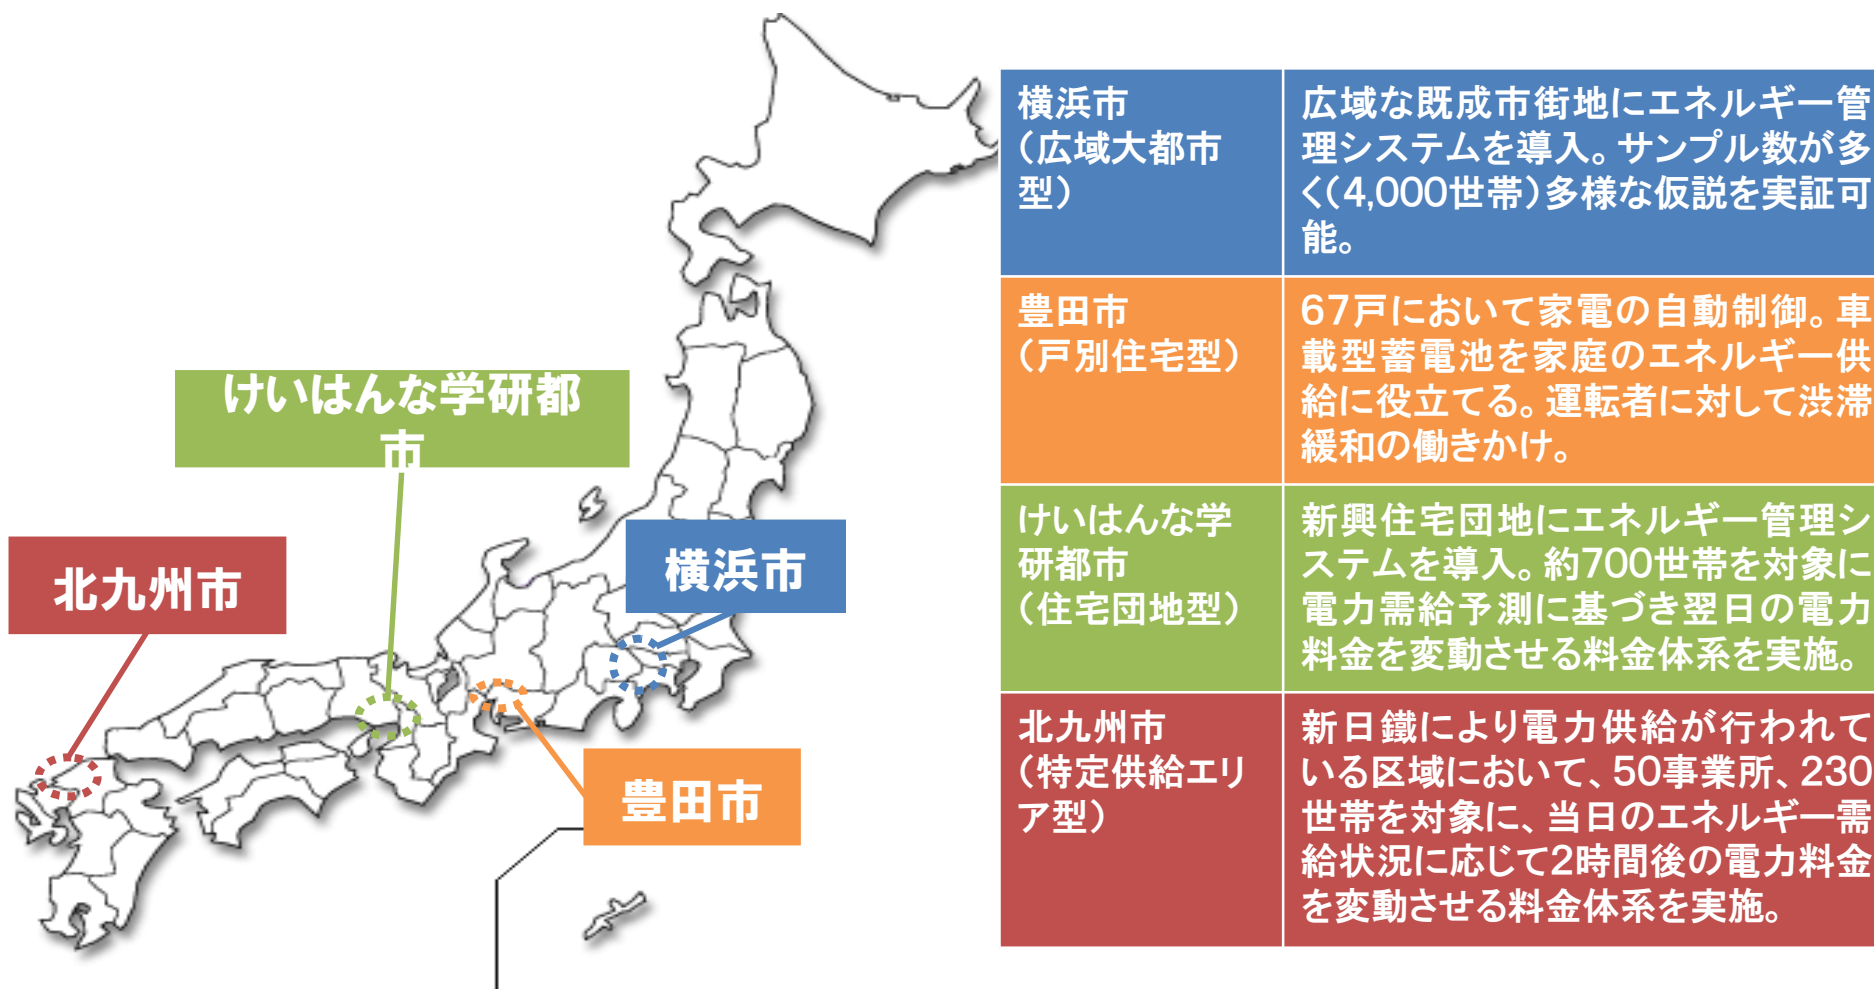 けいはんな学研都
市
北九州市
横浜市
豊田市
横浜市
（広域大都市
型）
広域な既成市街地にエネルギー管
理システムを導入。サンプル数が多
く（4,000世帯）多様な仮説を実証可
能。
豊田市
（戸別住宅型）
67戸において家電の自動制御。車
載型蓄電池を家庭のエネルギー供
給に役立てる。運転者に対して渋滞
緩和の働きかけ。
けいはんな学
研都市
（住宅団地型）
新興住宅団地にエネルギー管理シ
ステムを導入。約700世帯を対象に
電力需給予測に基づき翌日の電力
料金を変動させる料金体系を実施。
北九州市
（特定供給エリ
ア型）
新日鐵により電力供給が行われて
いる区域において、50事業所、230
世帯を対象に、当日のエネルギー需
給状況に応じて2時間後の電力料金
を変動させる料金体系を実施。